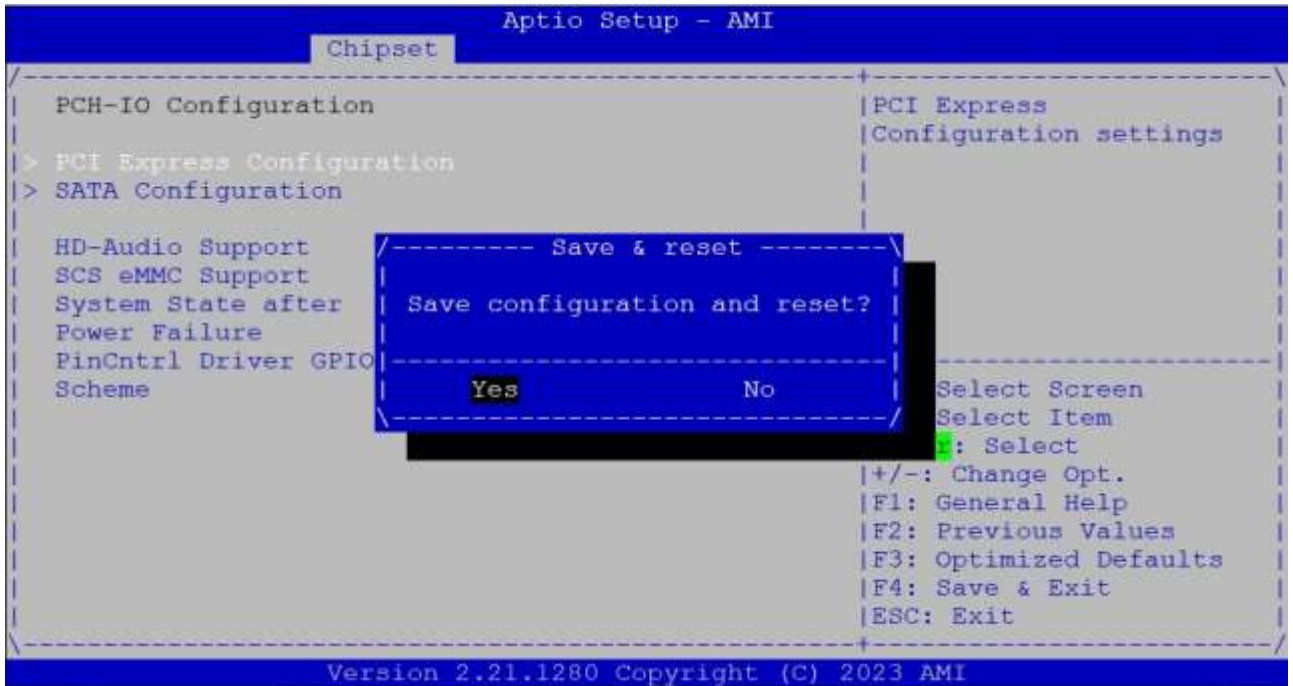 Aptio Setup - AMI
Chipset
PCH-IO Configuration
> PCI Express Configuration
> SATA Configuration
HD-Audio Support
SCS eMMC Support
System State after
Power Failure
PinCntrl Driver GPIO
Scheme
Save & reset
Save configuration and reset?
Yes No
PCI Express
Configuration settings
Select Screen
Select Item
r: Select
+/-: Change Opt.
F1: General Help
F2: Previous Values
F3: Optimized Defaults
F4: Save & Exit
ESC: Exit
Version 2.21.1280 Copyright (C) 2023 AMI